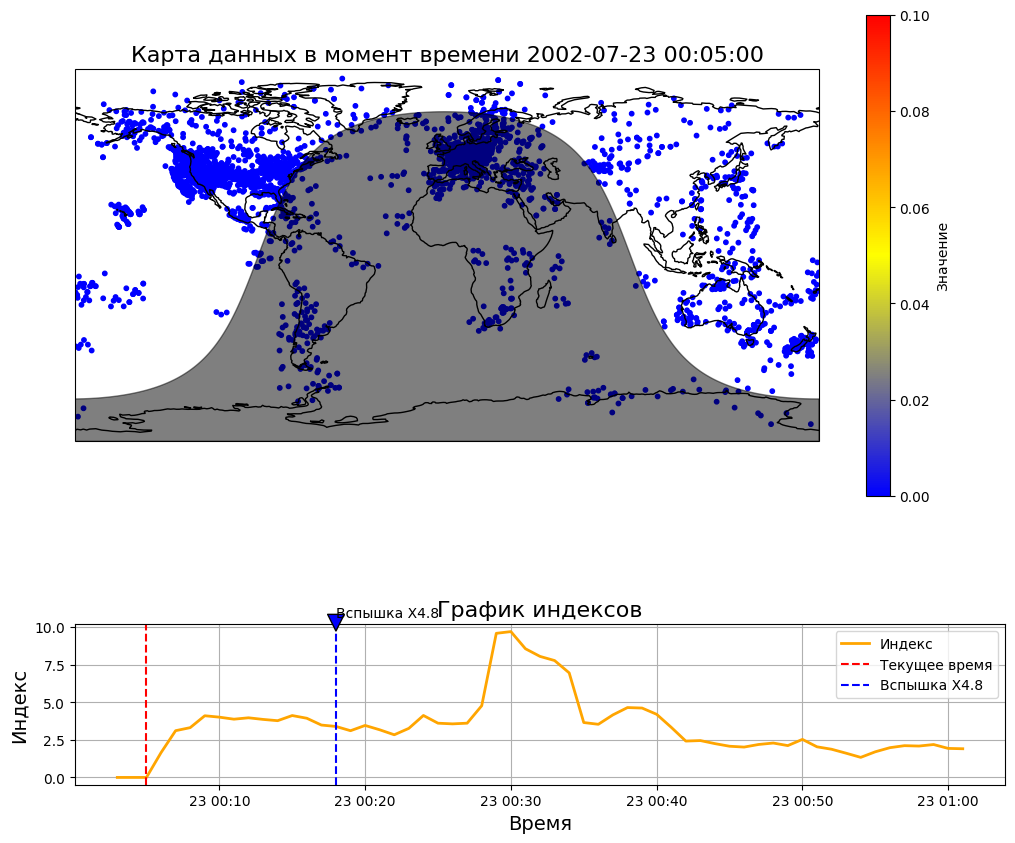 Карта данных в момент времени 2002-07-23 00:05:00
0.10
0.08
0.06
0.04
0.02
0.00
Значение
График индексов
Вспышка X4.8
10.0
7.5
5.0
2.5
0.0
Индекс
Индекс
Текущее время
Вспышка X4.8
23 00:10
23 00:20
23 00:30
23 00:40
23 00:50
23 01:00
Время